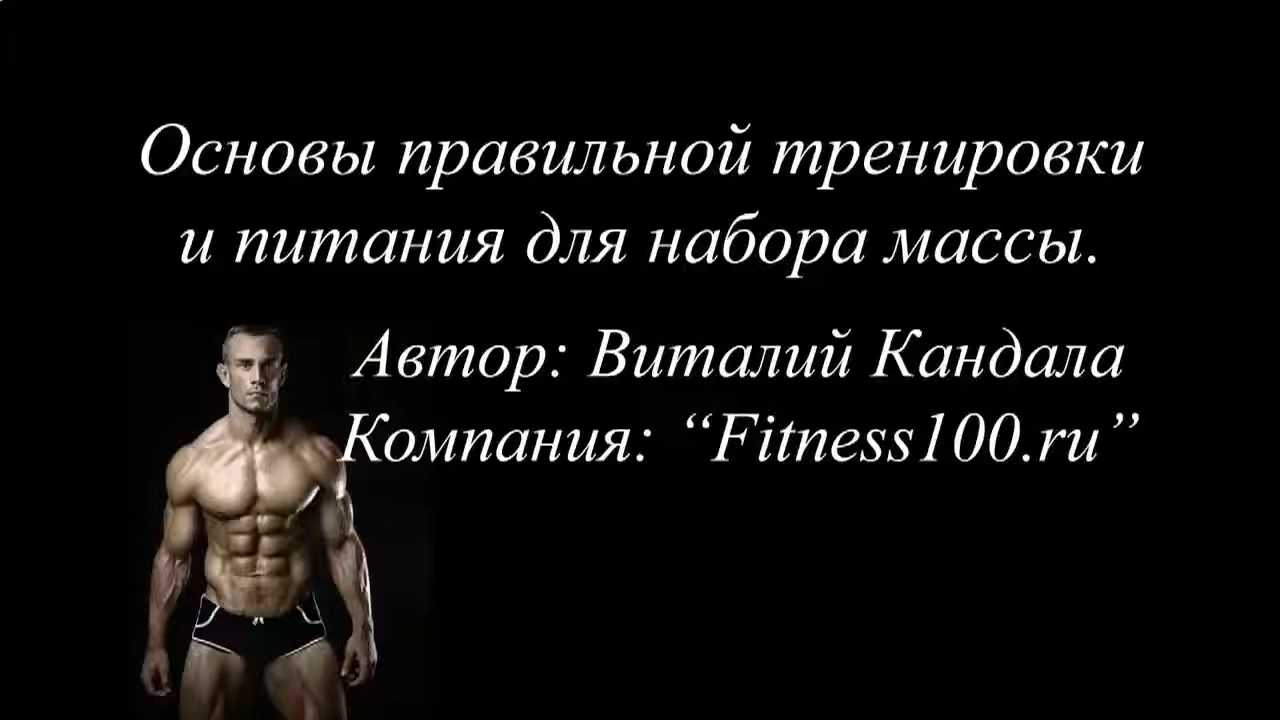 Основы правильной тренировки
и питания для набора массы.
Автор: Виталий Кандала
Компания: “Fitness100.ru”